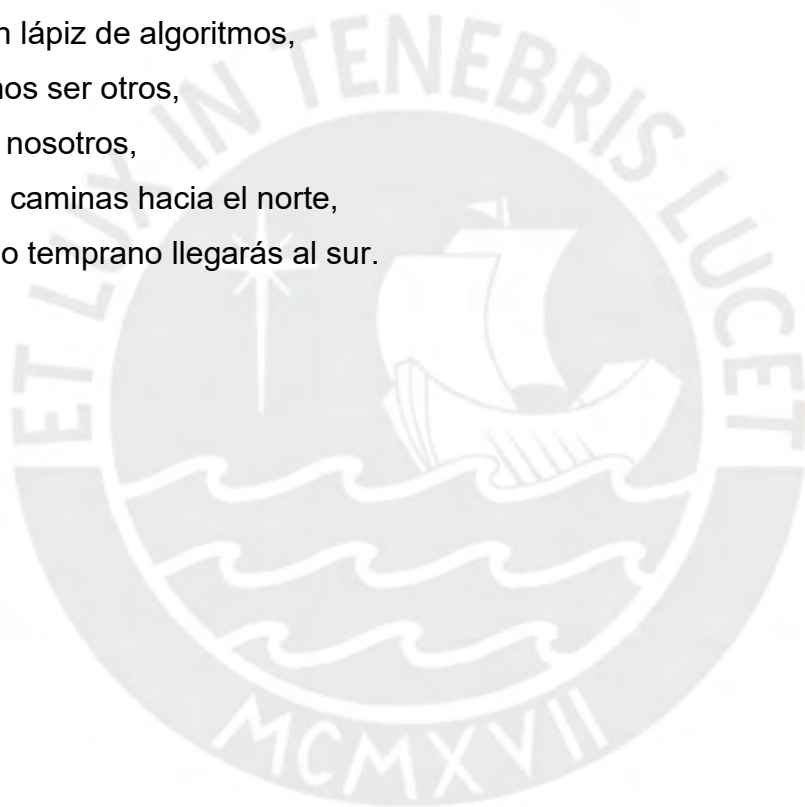 lápiz de algoritmos,
ser otros,
nosotros,
caminas hacia el norte,
o temprano llegarás al sur.
ET LUX IN TENEBRIS LUCET
MCMXVII